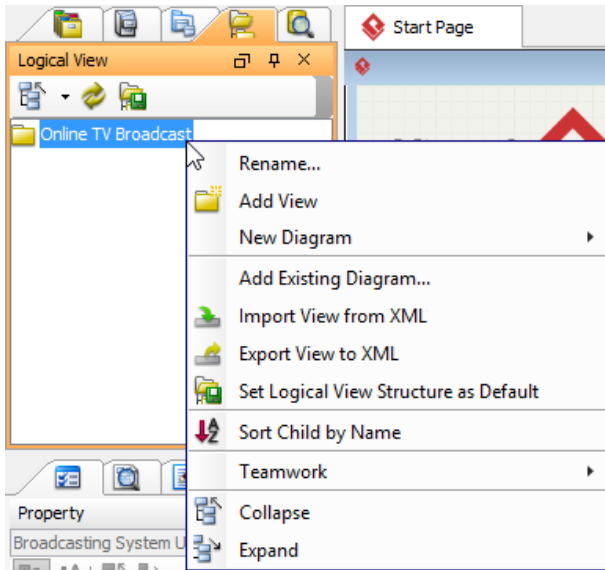 Start Page
Logical View
Online TV Broadcast
Rename...
Add View
New Diagram
Add Existing Diagram...
Import View from XML
Export View to XML
Set Logical View Structure as Default
Sort Child by Name
Teamwork
Property
Collapse
Broadcasting System U
Expand